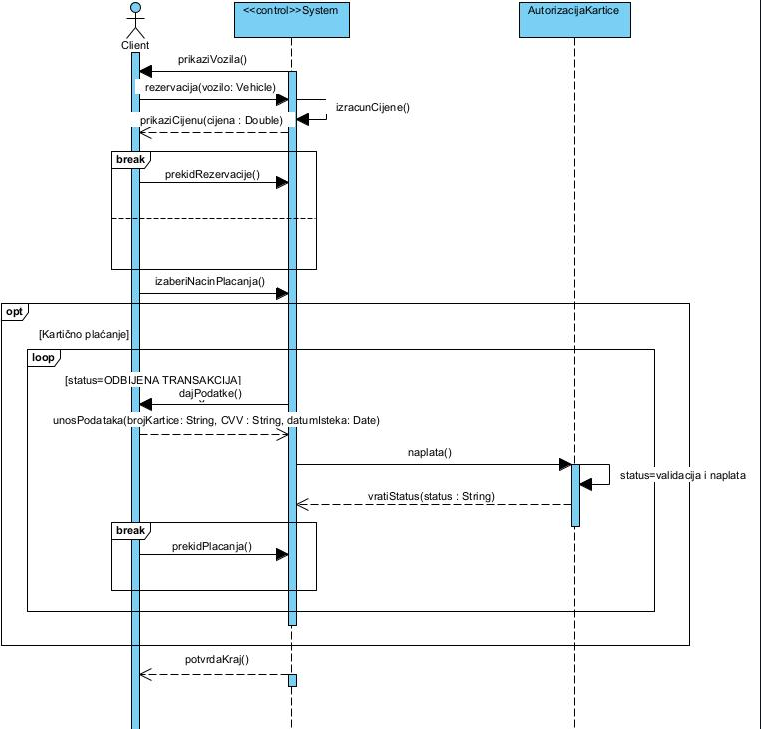 <<control>>System
AutorizacijaKartice
Client
prikaziVozila()
rezervacija(vozilo: Vehicle)
izracunCijene()
prikaziCijenu(cijena : Double)
break
prekidRezervacije()
izaberiNacinPlacanja()
opt
[Kartično plaćanje]
loop
[status=ODBIJENA TRANSAKCIJA]
dajPodatke()
unosPodataka(brojKartice: String, CVV : String, datumIsteka: Date)
naplata()
status=validacija i naplata
vratiStatus(status : String)
break
prekidPlacanja()
potvrdaKraj()